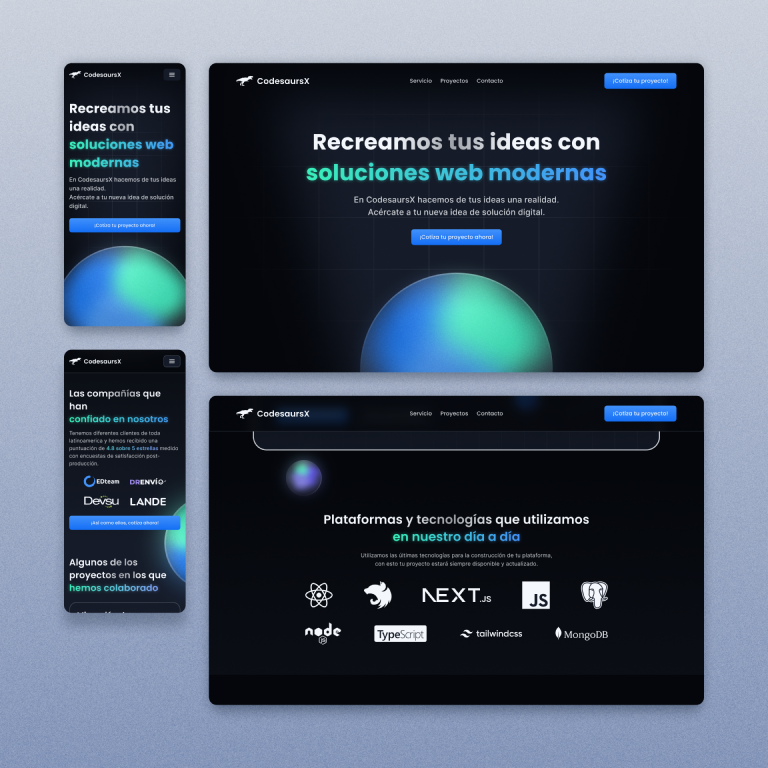 CodesaursX
Recreamos tus
ideas con
soluciones web
modernas
En CodesaursX hacemos de tus ideas
una realidad.
Acércate a tu nueva idea de solución
digital.
¡Cotiza tu proyecto ahora!
CodesaursX
Servicio Proyectos Contacto
¡Cotiza tu proyecto!
Recreamos tus ideas con
soluciones web modernas
En CodesaursX hacemos de tus ideas una realidad.
Acércate a tu nueva idea de solución digital.
¡Cotiza tu proyecto ahora!
CodesaursX
Las compañías que
han
confiado en nosotros
Tenemos diferentes clientes de toda
latinoamerica y hemos recibido una
puntuación de 4.8 sobre 5 estrellas medido
con encuestas de satisfacción post-
producción.
EDteam DRENVÍO
Devsu LANDE
¡Así como ellos, cotiza ahora!
Algunos de los
proyectos en los que
hemos colaborado
CodesaursX
Servicio Proyectos Contacto
¡Cotiza tu proyecto!
Plataformas y tecnologías que utilizamos
en nuestro día a día
Utilizamos las últimas tecnologías para la construcción de tu plataforma,
con esto tu proyecto estará siempre disponible y actualizado.
NEXT.JS JS
node JS TypeScript tailwindcss MongoDB